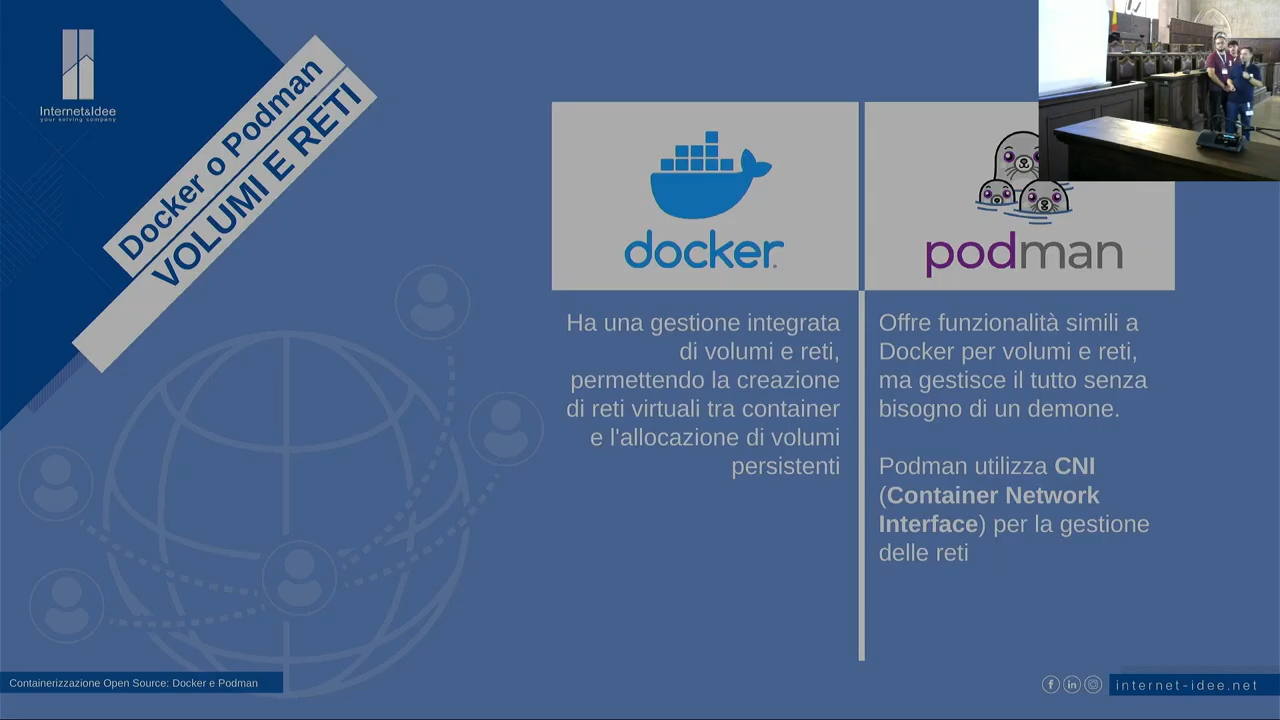 Internet&Idee
your solving company
Docker o Podman
VOLUMI E RETI
docker
podman
Ha una gestione integrata
di volumi e reti,
permettendo la creazione
di reti virtuali tra container
e l'allocazione di volumi
persistenti
Offre funzionalità simili a
Docker per volumi e reti,
ma gestisce il tutto senza
bisogno di un demone.
Podman utilizza CNI
(Container Network
Interface) per la gestione
delle reti
Containerizzazione Open Source: Docker e Podman
internet-idee.net